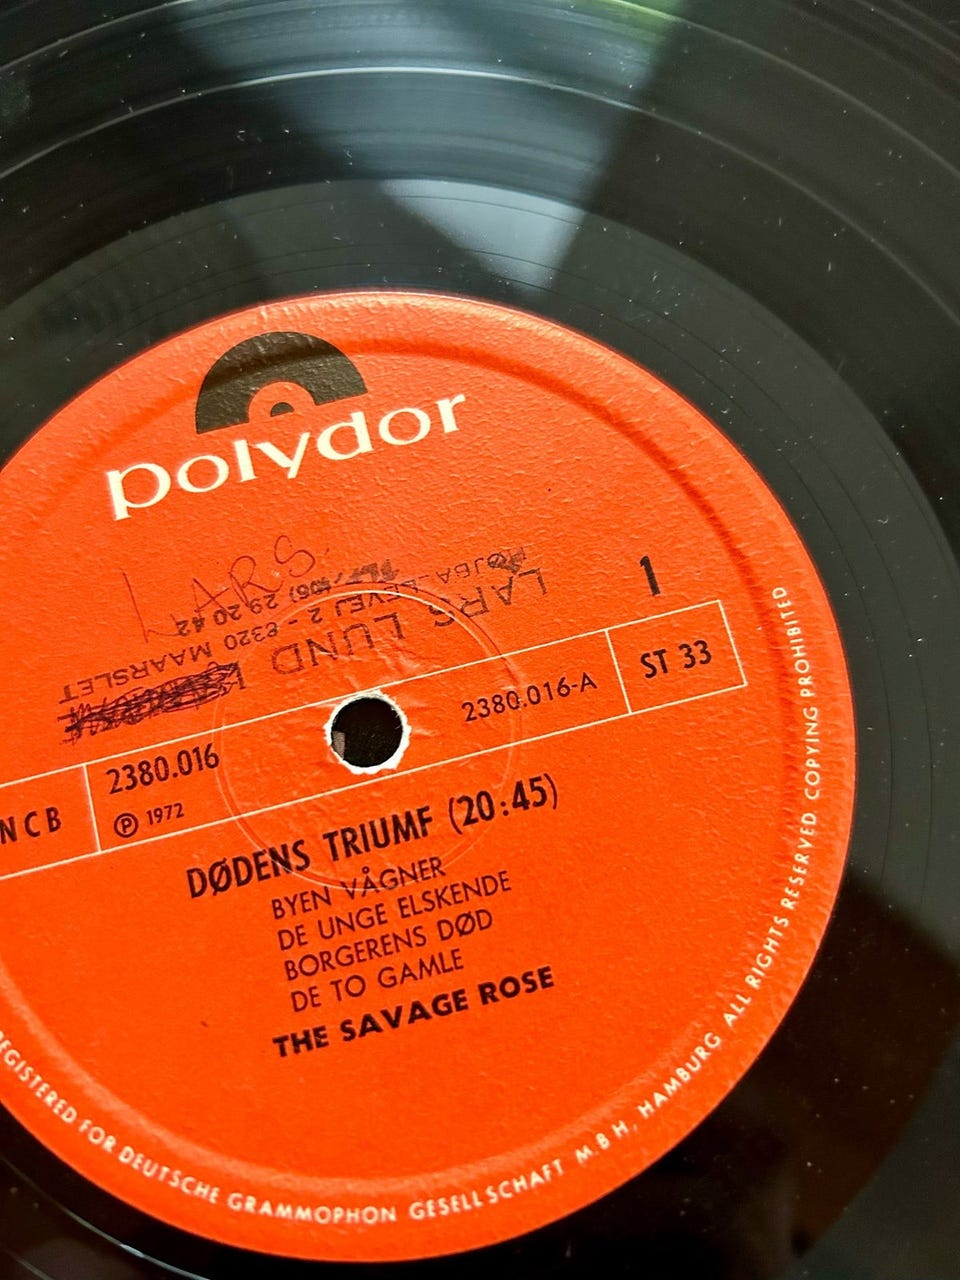 polydor
LARS
LARS LUND
2 - 8320 MAARSLET
TLF. (06) 29 20 42
1
NCB
2380.016
℗ 1972
2380.016-A
ST 33
DØDENS TRIUMF (20:45)
BYEN VÅGNER
DE UNGE ELSKENDE
BORGERENS DØD
DE TO GAMLE
THE SAVAGE ROSE
REGISTERED FOR DEUTSCHE GRAMMOPHON GESELLSCHAFT M.B.H, HAMBURG ALL RIGHTS RESERVED COPYING PROHIBITED